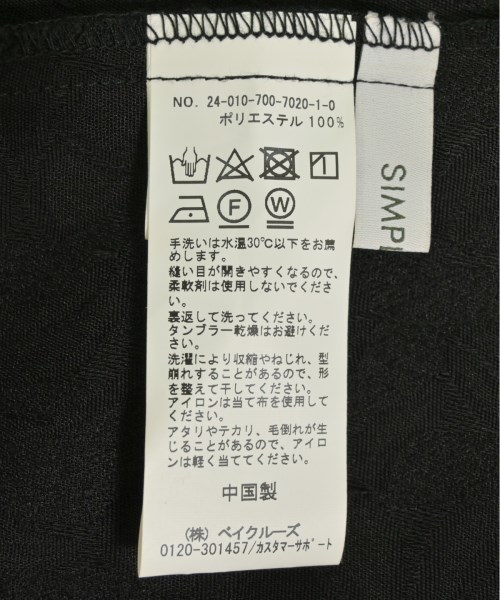 NO. 24-010-700-7020-1-0
ポリエステル 100%
F
W
手洗いは水温30℃以下をお薦
めします。
縫い目が開きやすくなるので、
柔軟剤は使用しないでくださ
い。
裏返して洗ってください。
タンブラー乾燥はお避けくだ
さい。
洗濯により収縮やねじれ、型
崩れすることがあるので、形
を整えて干してください。
アイロンは当て布を使用して
ください。
アタリやテカリ、毛倒れが生
じることがあるので、アイロ
ンは軽く当ててください。
中国製
(株) ベイクルーズ
0120-301457/カスタマーサポート
SIMPL